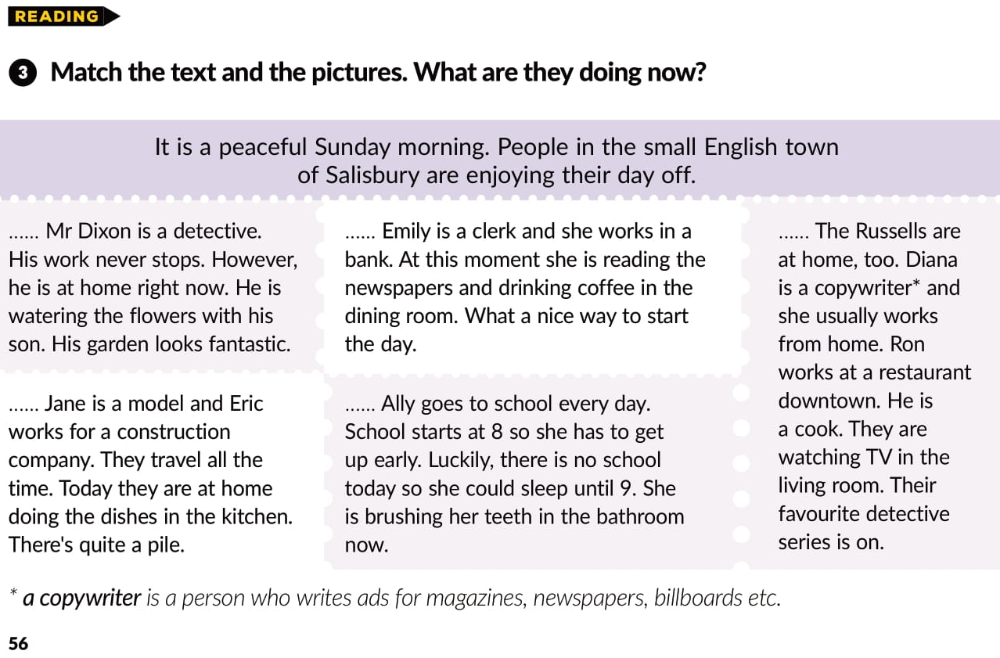 READING
3 Match the text and the pictures. What are they doing now?
It is a peaceful Sunday morning. People in the small English town
of Salisbury are enjoying their day off.
...... Mr Dixon is a detective.
His work never stops. However,
he is at home right now. He is
watering the flowers with his
son. His garden looks fantastic.
...... Emily is a clerk and she works in a
bank. At this moment she is reading the
newspapers and drinking coffee in the
dining room. What a nice way to start
the day.
...... The Russells are
at home, too. Diana
is a copywriter* and
she usually works
from home. Ron
works at a restaurant
downtown. He is
a cook. They are
watching TV in the
living room. Their
favourite detective
series is on.
...... Jane is a model and Eric
works for a construction
company. They travel all the
time. Today they are at home
doing the dishes in the kitchen.
There's quite a pile.
...... Ally goes to school every day.
School starts at 8 so she has to get
up early. Luckily, there is no school
today so she could sleep until 9. She
is brushing her teeth in the bathroom
now.
* a copywriter is a person who writes ads for magazines, newspapers, billboards etc.
56